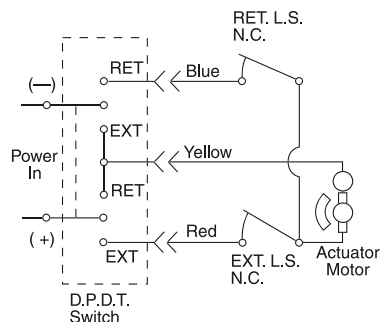 RET. L.S.
N.C.
RET
Blue
(—)
EXT
Power
In
Yellow
RET
(+)
EXT
Red
EXT. L.S.
N.C.
Actuator
Motor
D.P.D.T.
Switch